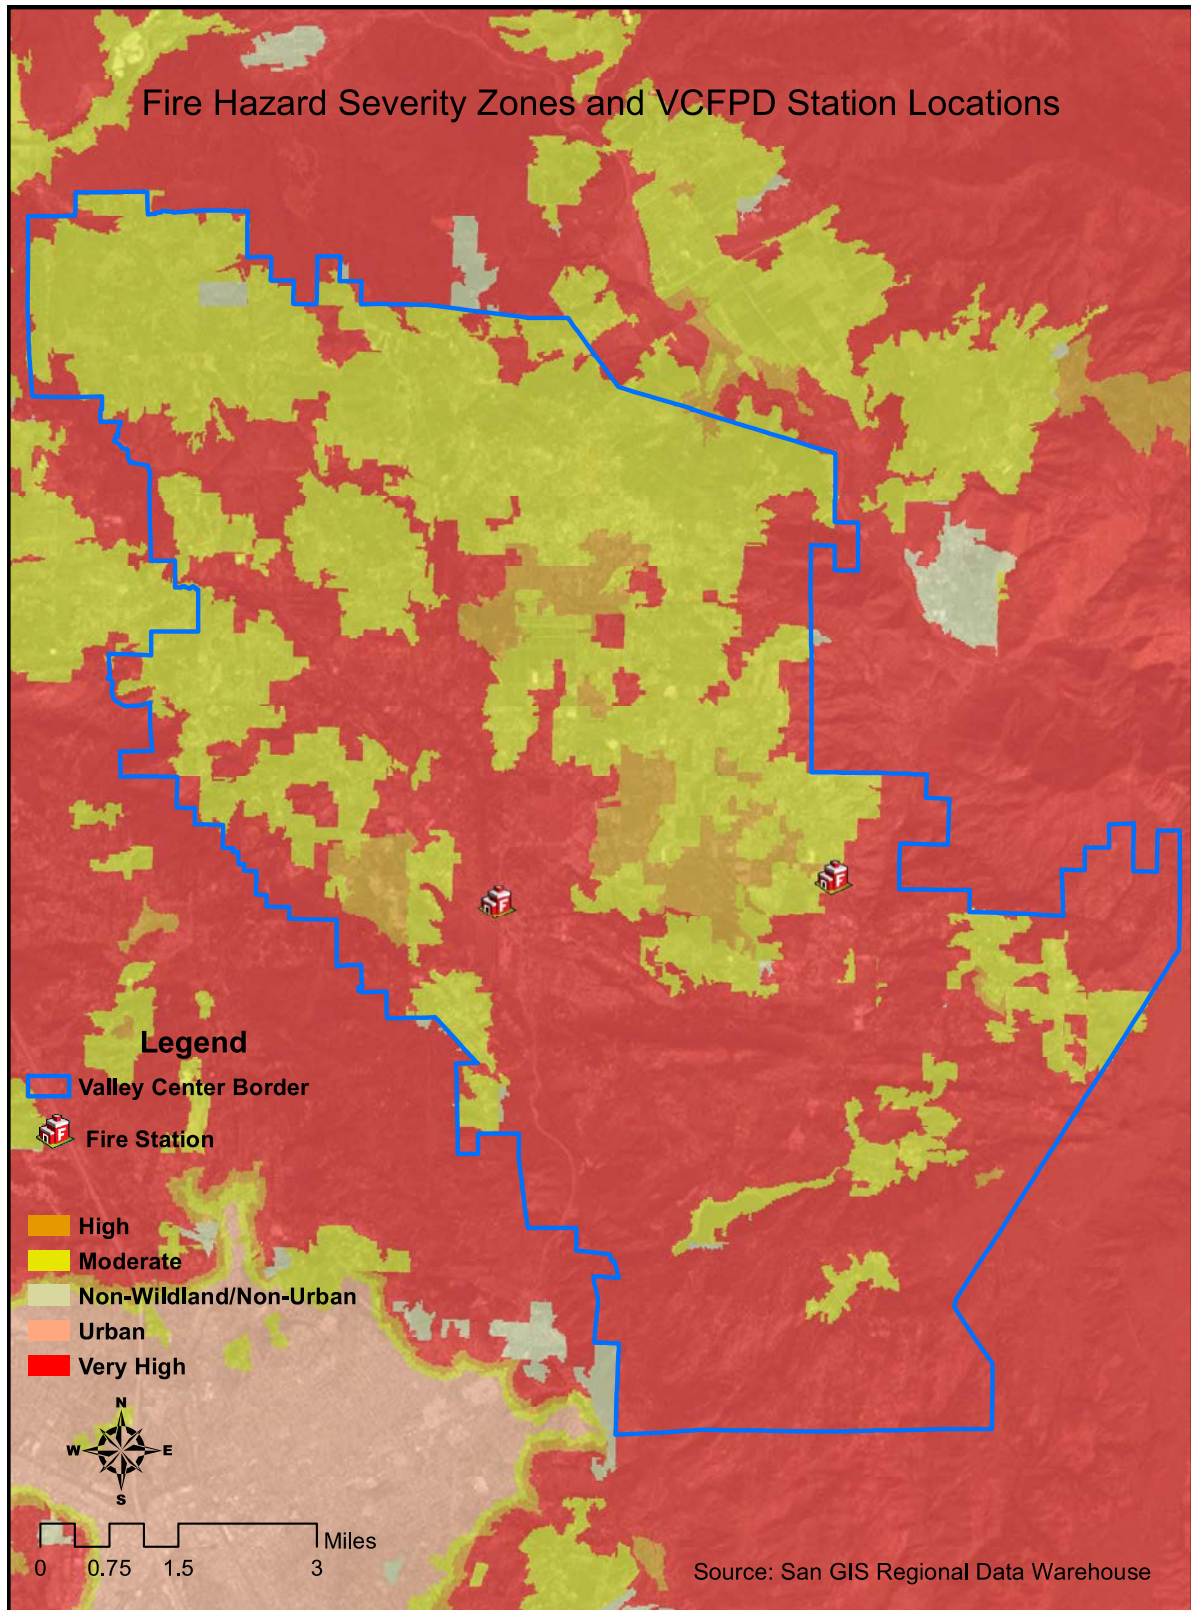 Fire Hazard Severity Zones and VCFPD Station Locations
F
F
Legend
Valley Center Border
F
Fire Station
High
Moderate
Non-Wildland/Non-Urban
Urban
Very High
N
W E
S
Miles
0 0.75 1.5 3
Source: San GIS Regional Data Warehouse